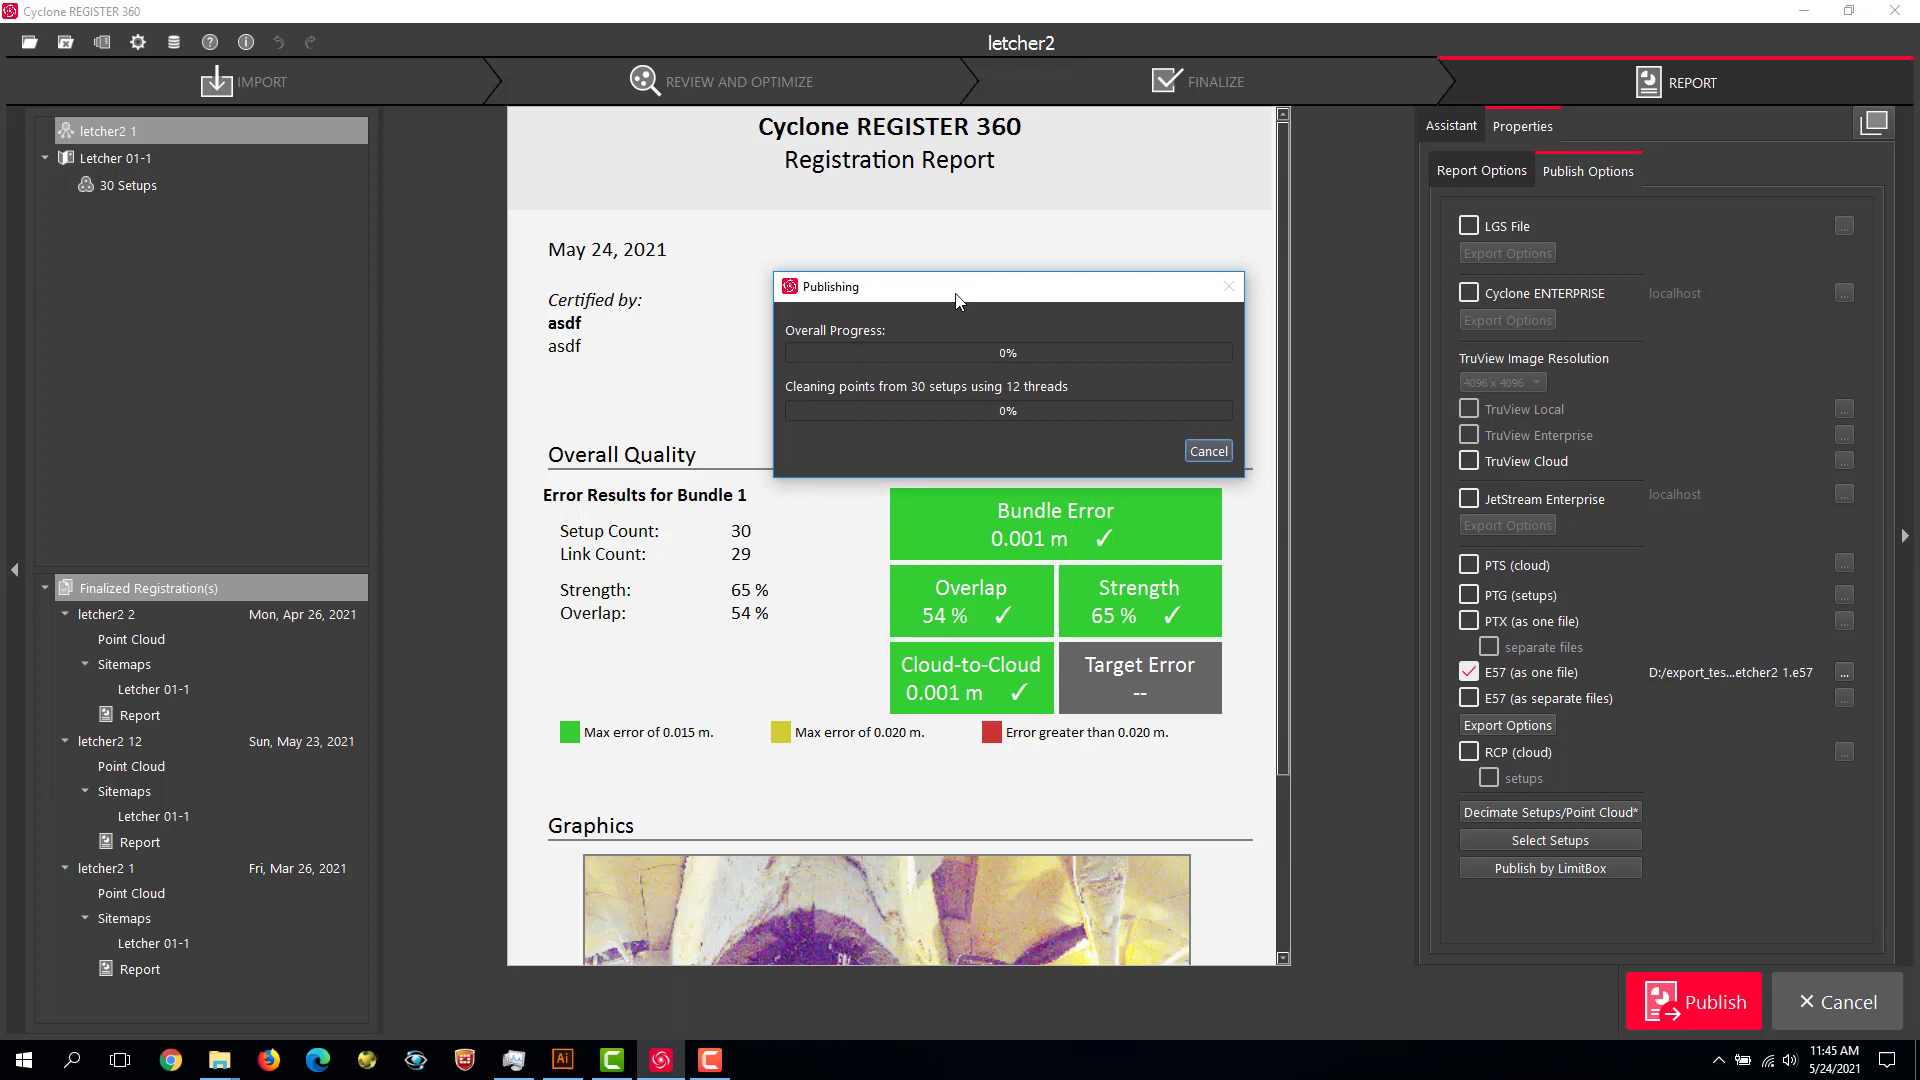 Cyclone REGISTER 360
letcher2
IMPORT
REVIEW AND OPTIMIZE
FINALIZE
REPORT
letcher2 1
Letcher 01-1
30 Setups
Finalized Registration(s)
letcher2 2 Mon, Apr 26, 2021
Point Cloud
Sitemaps
Letcher 01-1
Report
letcher2 12 Sun, May 23, 2021
Point Cloud
Sitemaps
Letcher 01-1
Report
letcher2 1 Fri, Mar 26, 2021
Point Cloud
Sitemaps
Letcher 01-1
Report
Cyclone REGISTER 360
Registration Report
May 24, 2021
Certified by:
asdf
asdf
Publishing
Overall Progress:
0%
Cleaning points from 30 setups using 12 threads
0%
Cancel
Overall Quality
Error Results for Bundle 1
Setup Count: 30
Link Count: 29
Strength: 65 %
Overlap: 54 %
Bundle Error
0.001 m ✓
Overlap
54 % ✓
Strength
65 % ✓
Cloud-to-Cloud
0.001 m ✓
Target Error
--
Max error of 0.015 m.
Max error of 0.020 m.
Error greater than 0.020 m.
Graphics
Assistant
Properties
Report Options
Publish Options
LGS File ...
Export Options
Cyclone ENTERPRISE localhost ...
Export Options
TruView Image Resolution
4096 x 4096
TruView Local ...
TruView Enterprise ...
TruView Cloud ...
JetStream Enterprise localhost ...
Export Options
PTS (cloud) ...
PTG (setups) ...
PTX (as one file) ...
separate files
E57 (as one file) D:/export_tes...etcher2 1.e57 ...
E57 (as separate files) ...
Export Options
RCP (cloud) ...
setups
Decimate Setups/Point Cloud*
Select Setups
Publish by LimitBox
Publish
× Cancel
Ai
11:45 AM
5/24/2021